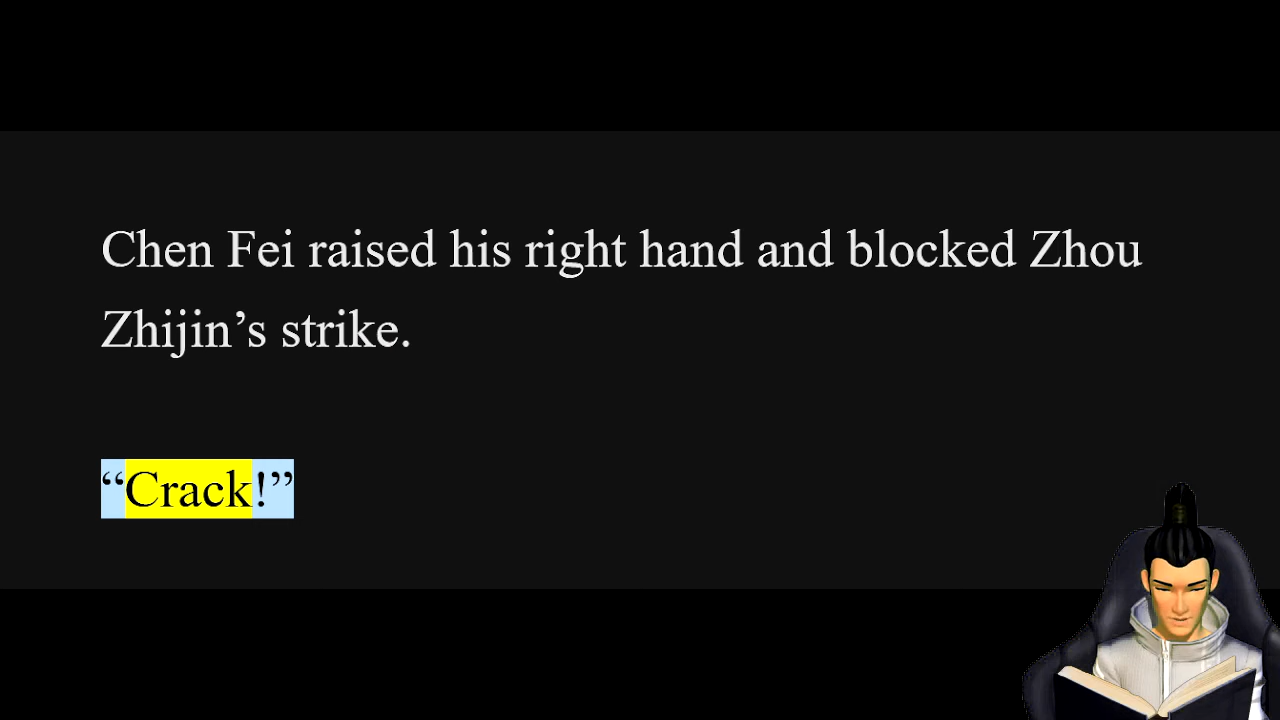 Chen Fei raised his right hand and blocked Zhou
Zhijin’s strike.
“Crack!”